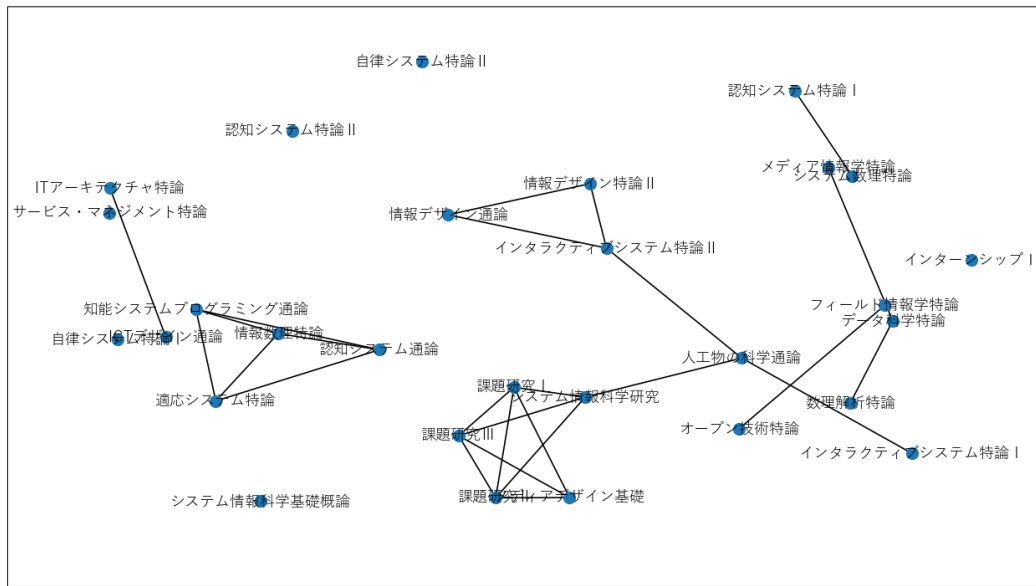 自律システム特論Ⅱ
認知システム特論Ⅰ
認知システム特論Ⅱ
メディア情報学特論
システム数理特論
ITアーキテクチャ特論
情報デザイン特論Ⅱ
サービス・マネジメント特論
情報デザイン通論
インタラクティブシステム特論Ⅱ
インターンシップⅠ
知能システムプログラミング通論
フィールド情報学特論
データ科学特論
情報数理特論
自律システム特論Ⅰ
ICTデザイン通論
認知システム通論
人工物の科学通論
課題研究Ⅰ
システム情報科学研究
適応システム特論
数理解析特論
課題研究Ⅲ
オープン技術特論
インタラクティブシステム特論Ⅰ
課題研究Ⅱ
メディアデザイン基礎
システム情報科学基礎概論